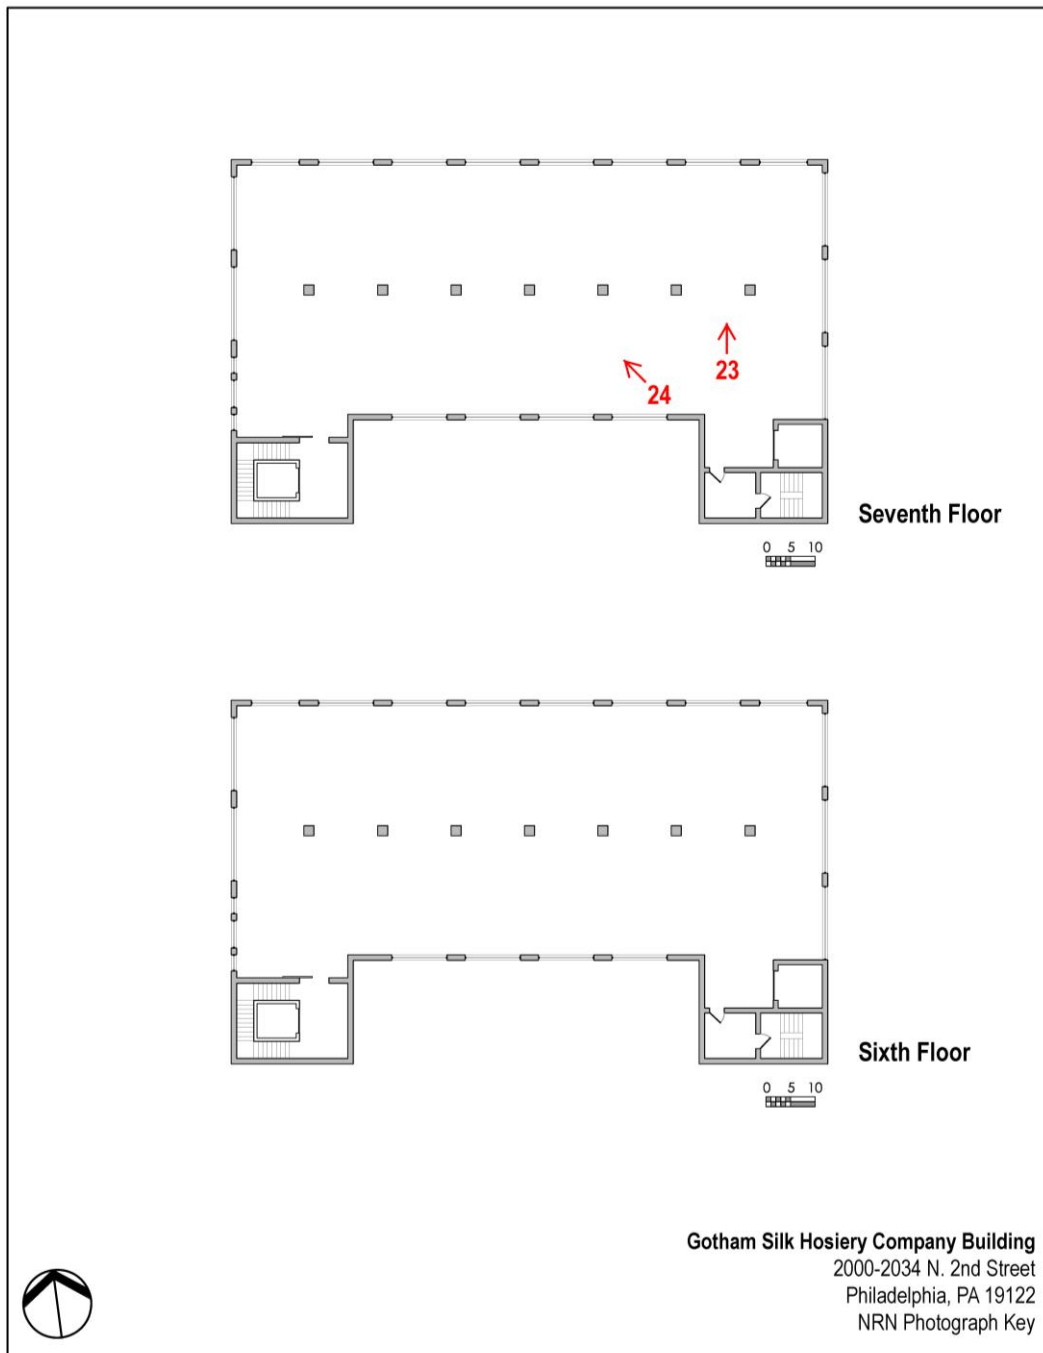 23
24
Seventh Floor
0 5 10
Sixth Floor
0 5 10
Gotham Silk Hosiery Company Building
2000-2034 N. 2nd Street
Philadelphia, PA 19122
NRN Photograph Key